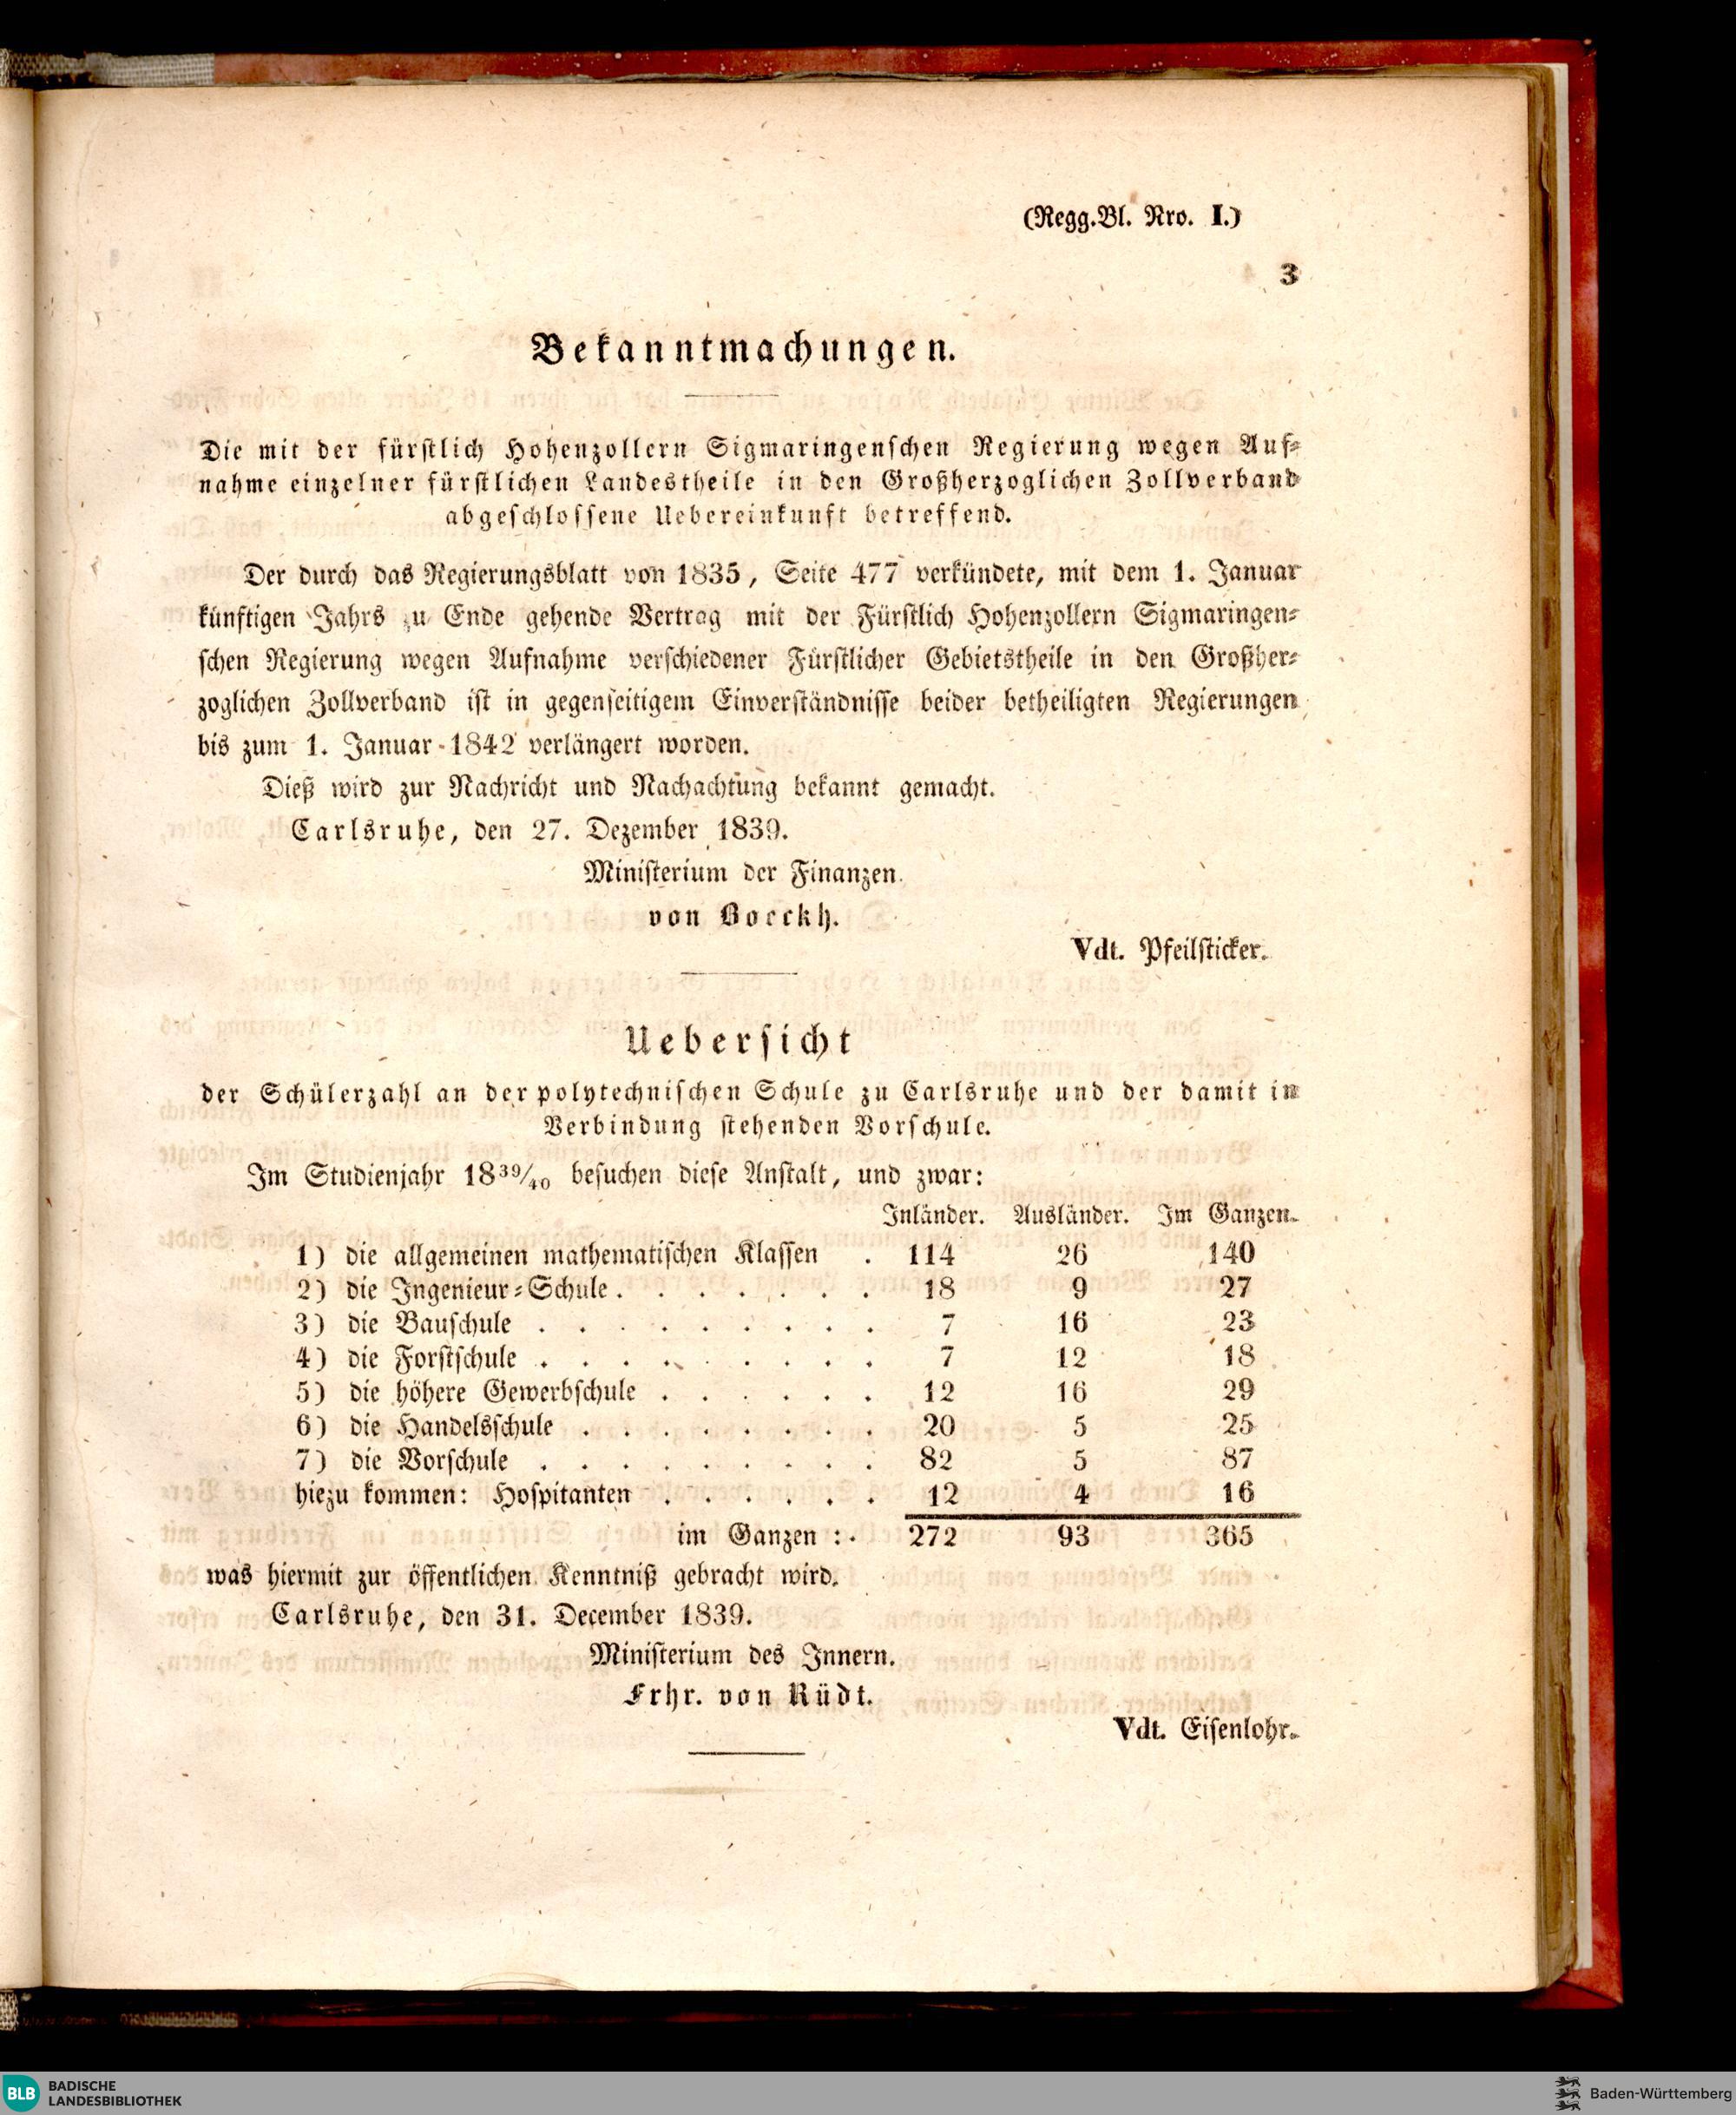 (Regg.Bl. Nro. I.)
3
Bekanntmachungen.
Die mit der fürstlich Hohenzollern Sigmaringenschen Regierung wegen Auf-
nahme einzelner fürstlichen Landestheile in den Großherzoglichen Zollverband
abgeschlossene Uebereinkunft betreffend.
Der durch das Regierungsblatt von 1835, Seite 477 verkündete, mit dem 1. Januar
künftigen Jahrs zu Ende gehende Vertrag mit der Fürstlich Hohenzollern Sigmaringen-
schen Regierung wegen Aufnahme verschiedener Fürstlicher Gebietstheile in den Großher-
zoglichen Zollverband ist in gegenseitigem Einverständnisse beider betheiligten Regierungen
bis zum 1. Januar 1842 verlängert worden.
Dieß wird zur Nachricht und Nachachtung bekannt gemacht.
Carlsruhe, den 27. Dezember 1839.
Ministerium der Finanzen.
von Boeckh.
Vdt. Pfeilsticker.
Uebersicht
der Schülerzahl an der polytechnischen Schule zu Carlsruhe und der damit in
Verbindung stehenden Vorschule.
Im Studienjahr 18³⁹/₄₀ besuchen diese Anstalt, und zwar:
Inländer. Ausländer. Im Ganzen.
1) die allgemeinen mathematischen Klassen . 114 26 140
2) die Ingenieur-Schule . . . . . . . 18 9 27
3) die Bauschule . . . . . . . . . 7 16 23
4) die Forstschule . . . . . . . . . 7 12 18
5) die höhere Gewerbschule . . . . . . 12 16 29
6) die Handelsschule . . . . . . . . 20 5 25
7) die Vorschule . . . . . . . . . 82 5 87
hiezu kommen: Hospitanten . . . . . . 12 4 16
im Ganzen : . 272 93 365
was hiermit zur öffentlichen Kenntniß gebracht wird.
Carlsruhe, den 31. December 1839.
Ministerium des Innern.
Frhr. von Rüdt.
Vdt. Eisenlohr.
BLB BADISCHE
LANDESBIBLIOTHEK
Baden-Württemberg